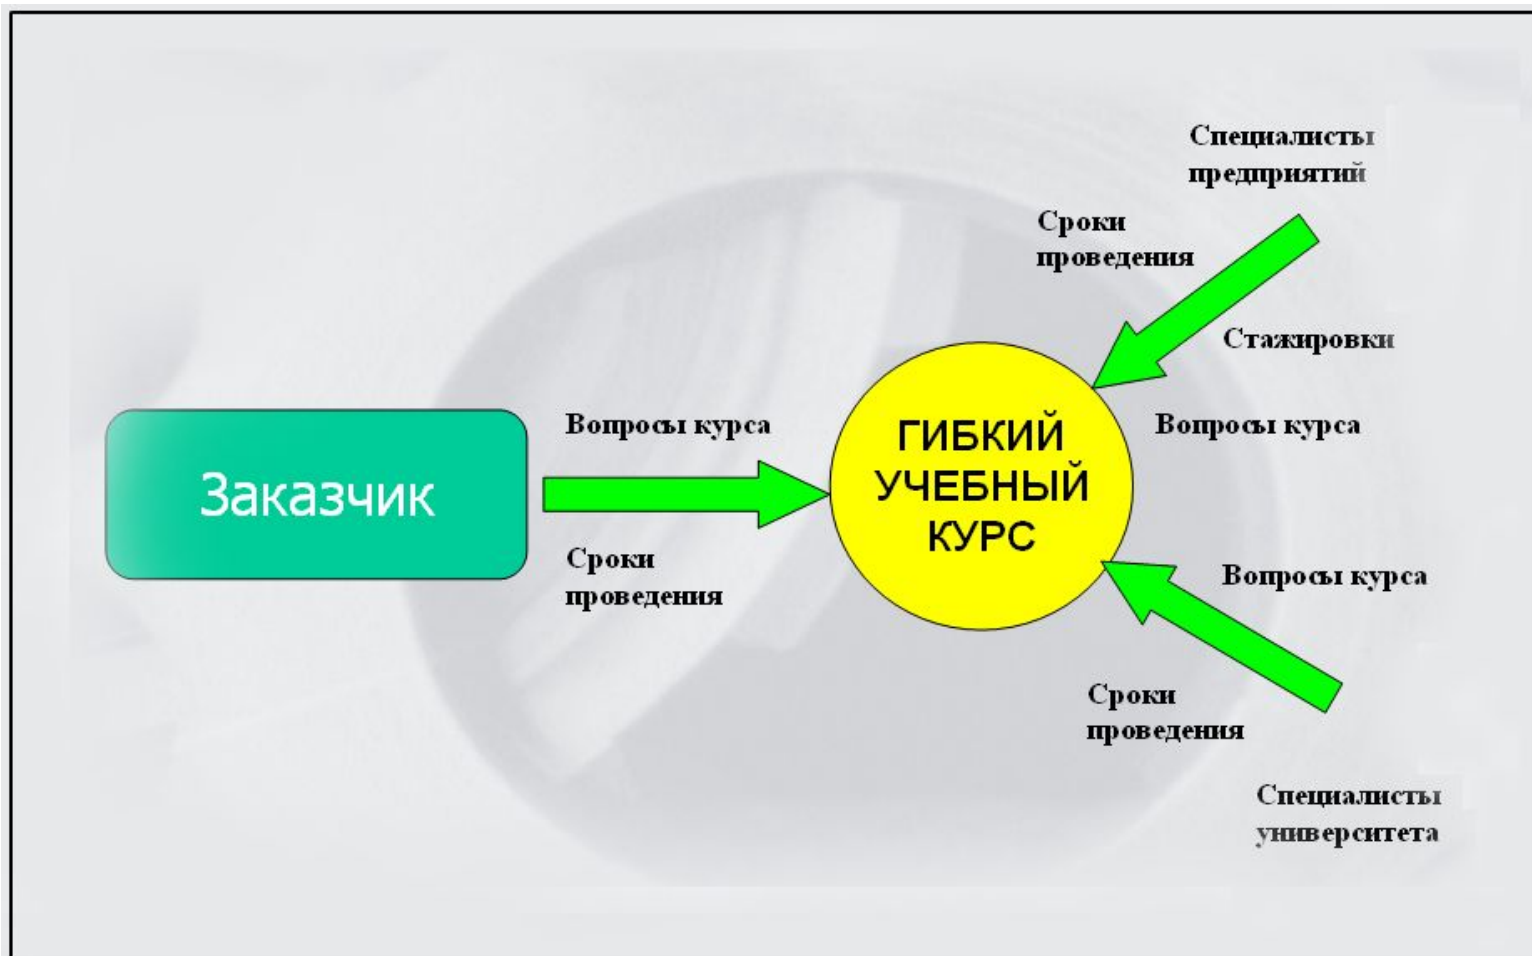 Специалисты
предприятий
Сроки
проведения
Стажировки
Вопросы курса
Вопросы курса
ГИБКИЙ
УЧЕБНЫЙ
КУРС
Заказчик
Сроки
проведения
Вопросы курса
Сроки
проведения
Специалисты
университета